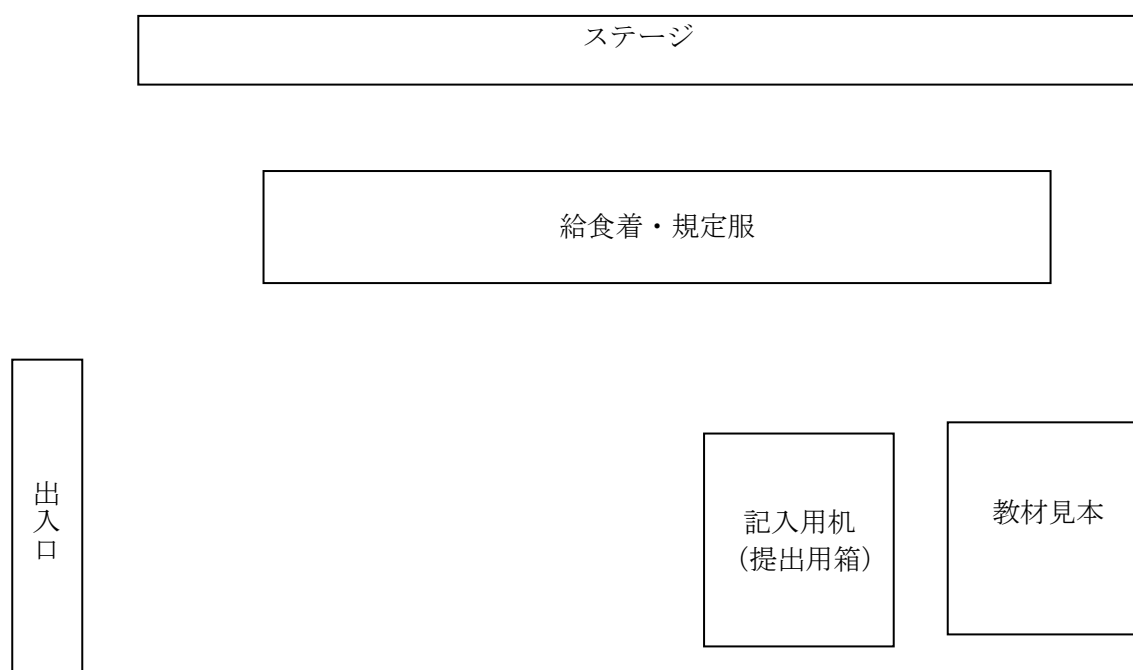 ステージ
給食着・規定服
出入口
記入用机
（提出用箱）
教材見本